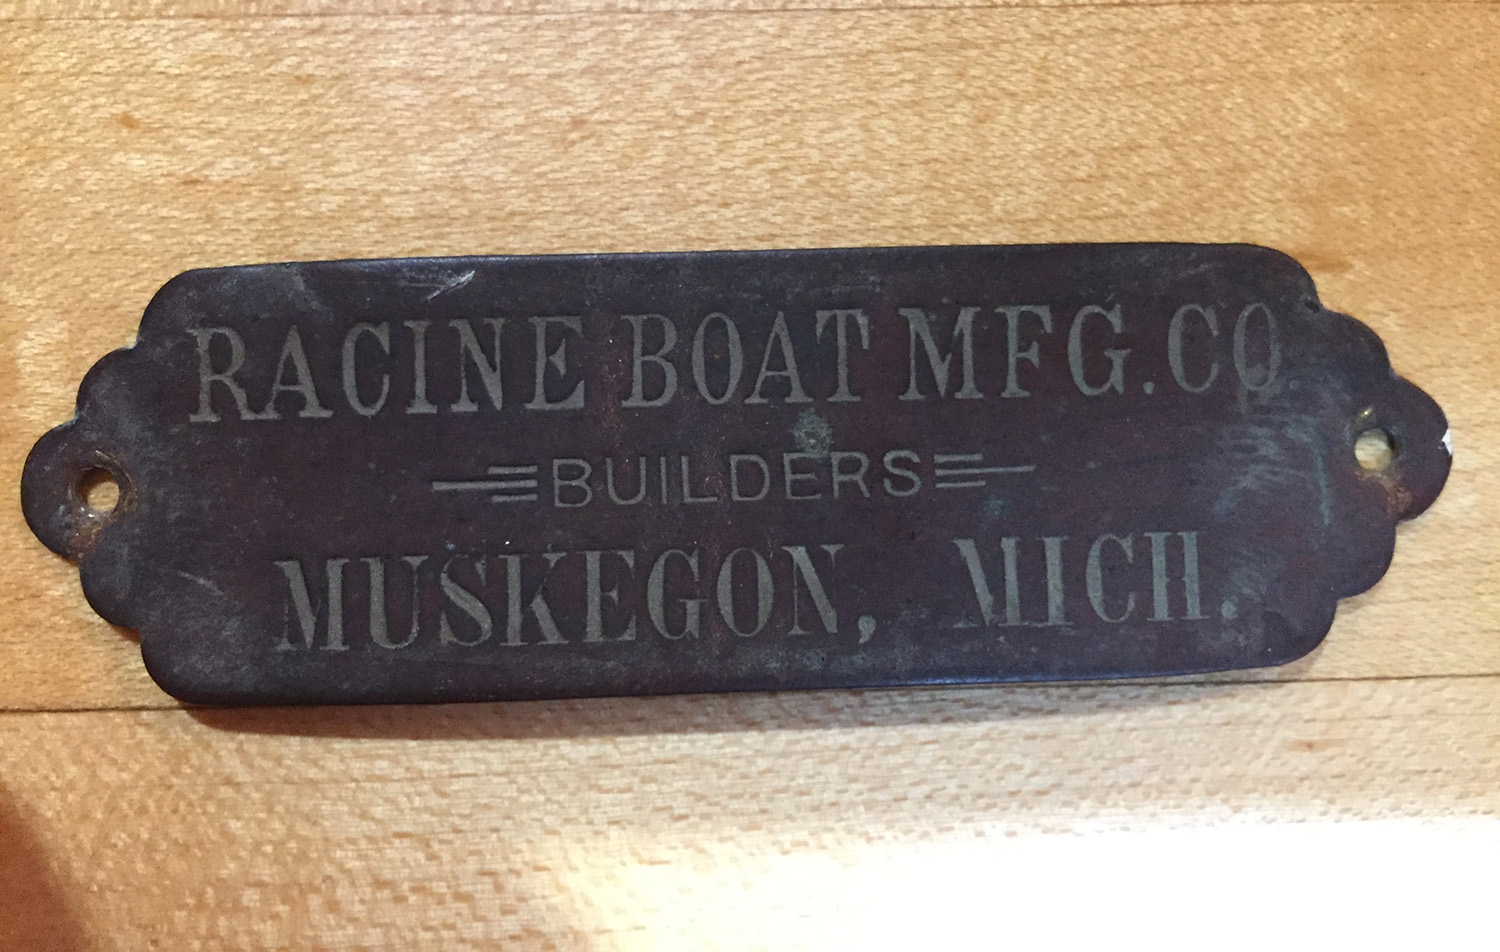 RACINE BOAT MFG. CO
BUILDERS
MUSKEGON, MICH.